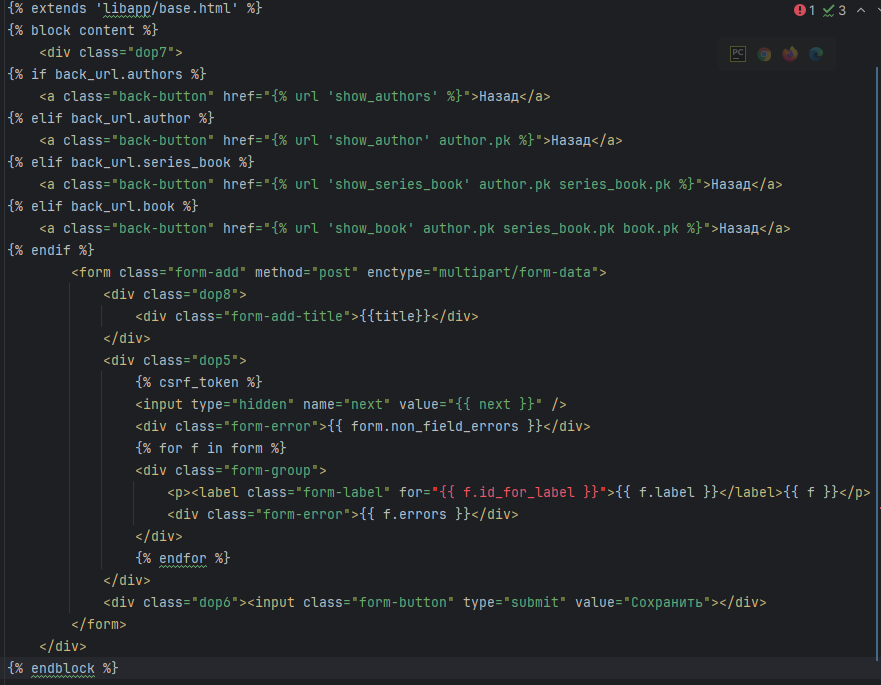 {% extends 'libapp/base.html' %}
1 3
{% block content %}
<div class="dop7">
PC
{% if back_url.authors %}
<a class="back-button" href="{% url 'show_authors' %}">Назад</a>
{% elif back_url.author %}
<a class="back-button" href="{% url 'show_author' author.pk %}">Назад</a>
{% elif back_url.series_book %}
<a class="back-button" href="{% url 'show_series_book' author.pk series_book.pk %}">Назад</a>
{% elif back_url.book %}
<a class="back-button" href="{% url 'show_book' author.pk series_book.pk book.pk %}">Назад</a>
{% endif %}
<form class="form-add" method="post" enctype="multipart/form-data">
<div class="dop8">
<div class="form-add-title">{{title}}</div>
</div>
<div class="dop5">
{% csrf_token %}
<input type="hidden" name="next" value="{{ next }}" />
<div class="form-error">{{ form.non_field_errors }}</div>
{% for f in form %}
<div class="form-group">
<p><label class="form-label" for="{{ f.id_for_label }}">{{ f.label }}</label>{{ f }}</p>
<div class="form-error">{{ f.errors }}</div>
</div>
{% endfor %}
</div>
<div class="dop6"><input class="form-button" type="submit" value="Сохранить"></div>
</form>
</div>
{% endblock %}